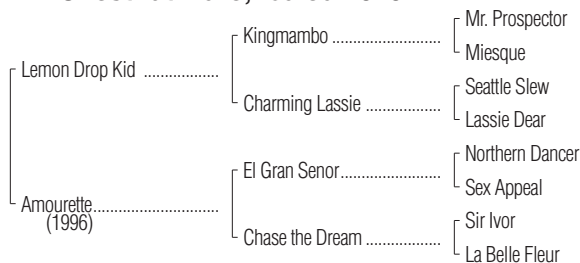 Mr. Prospector
Kingmambo ...................
Miesque
Lemon Drop Kid ................
Seattle Slew
Charming Lassie ..................
Lassie Dear
Northern Dancer
El Gran Senor.......................
Sex Appeal
Amourette...........................
(1996)
Sir Ivor
Chase the Dream ..................
La Belle Fleur